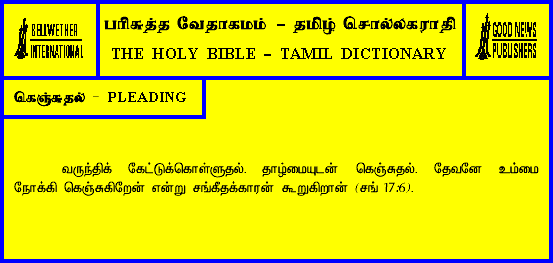 BELLWETHER
INTERNATIONAL
பரிசுத்த வேதாகமம் - தமிழ் சொல்லகராதி
THE HOLY BIBLE - TAMIL DICTIONARY
GOOD NEWS
PUBLISHERS
கெஞ்சுதல் - PLEADING
வருந்திக் கேட்டுக்கொள்ளுதல். தாழ்மையுடன் கெஞ்சுதல். தேவனே உம்மை
நோக்கி கெஞ்சுகிறேன் என்று சங்கீதக்காரன் கூறுகிறான் (சங் 17:6).